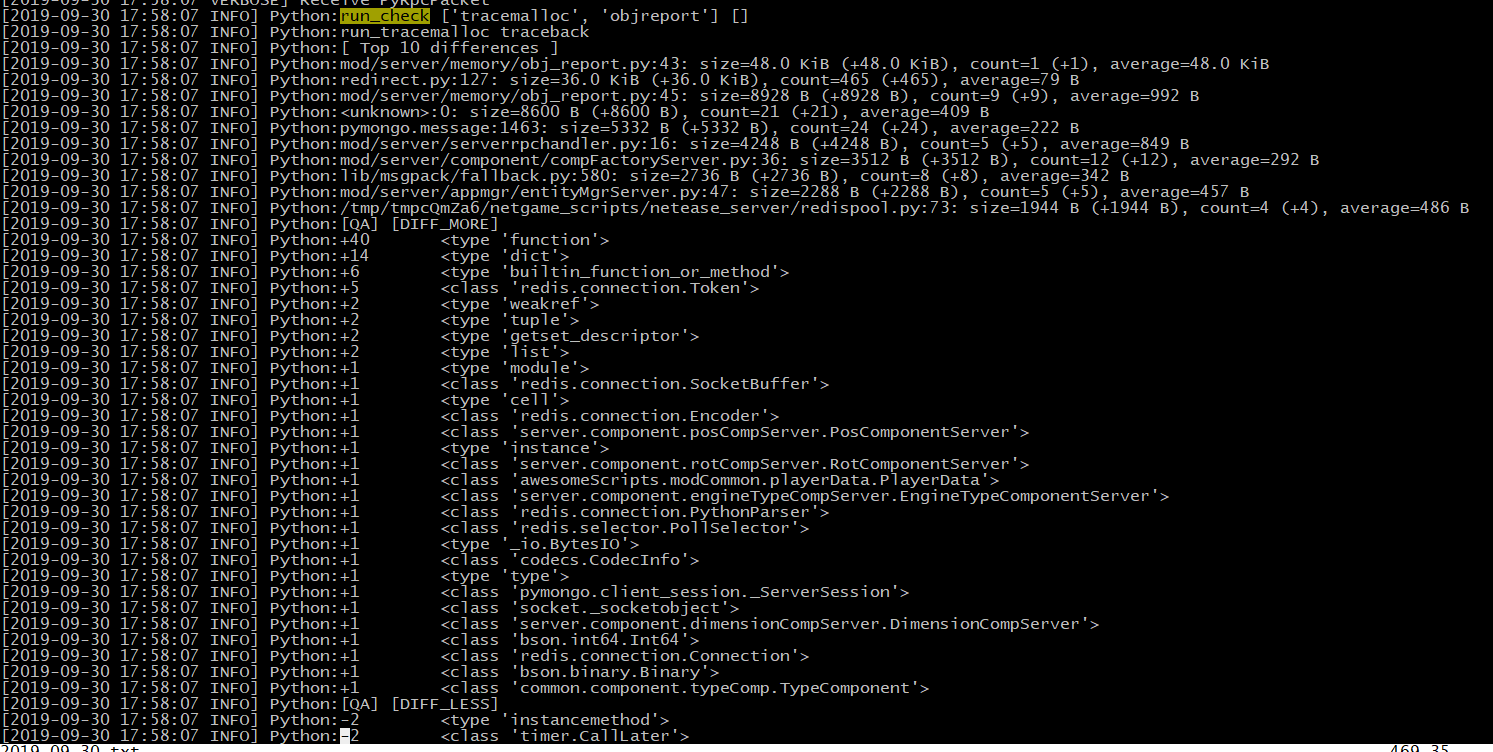 [2019-09-30 17:58:07 VERBOSE] Receive PyRpcPacket
[2019-09-30 17:58:07 INFO] Python:run_check ['tracemalloc', 'objreport'] []
[2019-09-30 17:58:07 INFO] Python:run_tracemalloc traceback
[2019-09-30 17:58:07 INFO] Python:[ Top 10 differences ]
[2019-09-30 17:58:07 INFO] Python:mod/server/memory/obj_report.py:43: size=48.0 KiB (+48.0 KiB), count=1 (+1), average=48.0 KiB
[2019-09-30 17:58:07 INFO] Python:redirect.py:127: size=36.0 KiB (+36.0 KiB), count=465 (+465), average=79 B
[2019-09-30 17:58:07 INFO] Python:mod/server/memory/obj_report.py:45: size=8928 B (+8928 B), count=9 (+9), average=992 B
[2019-09-30 17:58:07 INFO] Python:<unknown>:0: size=8600 B (+8600 B), count=21 (+21), average=409 B
[2019-09-30 17:58:07 INFO] Python:pymongo.message:1463: size=5332 B (+5332 B), count=24 (+24), average=222 B
[2019-09-30 17:58:07 INFO] Python:mod/server/serverrpchandler.py:16: size=4248 B (+4248 B), count=5 (+5), average=849 B
[2019-09-30 17:58:07 INFO] Python:mod/server/component/compFactoryServer.py:36: size=3512 B (+3512 B), count=12 (+12), average=292 B
[2019-09-30 17:58:07 INFO] Python:lib/msgpack/fallback.py:580: size=2736 B (+2736 B), count=8 (+8), average=342 B
[2019-09-30 17:58:07 INFO] Python:mod/server/appmgr/entityMgrServer.py:47: size=2288 B (+2288 B), count=5 (+5), average=457 B
[2019-09-30 17:58:07 INFO] Python:/tmp/tmpcQmZa6/netgame_scripts/netease_server/redispool.py:73: size=1944 B (+1944 B), count=4 (+4), average=486 B
[2019-09-30 17:58:07 INFO] Python:[QA] [DIFF_MORE]
[2019-09-30 17:58:07 INFO] Python:+40 <type 'function'>
[2019-09-30 17:58:07 INFO] Python:+14 <type 'dict'>
[2019-09-30 17:58:07 INFO] Python:+6 <type 'builtin_function_or_method'>
[2019-09-30 17:58:07 INFO] Python:+5 <class 'redis.connection.Token'>
[2019-09-30 17:58:07 INFO] Python:+2 <type 'weakref'>
[2019-09-30 17:58:07 INFO] Python:+2 <type 'tuple'>
[2019-09-30 17:58:07 INFO] Python:+2 <type 'getset_descriptor'>
[2019-09-30 17:58:07 INFO] Python:+2 <type 'list'>
[2019-09-30 17:58:07 INFO] Python:+1 <type 'module'>
[2019-09-30 17:58:07 INFO] Python:+1 <class 'redis.connection.SocketBuffer'>
[2019-09-30 17:58:07 INFO] Python:+1 <type 'cell'>
[2019-09-30 17:58:07 INFO] Python:+1 <class 'redis.connection.Encoder'>
[2019-09-30 17:58:07 INFO] Python:+1 <class 'server.component.posCompServer.PosComponentServer'>
[2019-09-30 17:58:07 INFO] Python:+1 <type 'instance'>
[2019-09-30 17:58:07 INFO] Python:+1 <class 'server.component.rotCompServer.RotComponentServer'>
[2019-09-30 17:58:07 INFO] Python:+1 <class 'awesomeScripts.modCommon.playerData.PlayerData'>
[2019-09-30 17:58:07 INFO] Python:+1 <class 'server.component.engineTypeCompServer.EngineTypeComponentServer'>
[2019-09-30 17:58:07 INFO] Python:+1 <class 'redis.connection.PythonParser'>
[2019-09-30 17:58:07 INFO] Python:+1 <class 'redis.selector.PollSelector'>
[2019-09-30 17:58:07 INFO] Python:+1 <type '_io.BytesIO'>
[2019-09-30 17:58:07 INFO] Python:+1 <class 'codecs.CodecInfo'>
[2019-09-30 17:58:07 INFO] Python:+1 <type 'type'>
[2019-09-30 17:58:07 INFO] Python:+1 <class 'pymongo.client_session._ServerSession'>
[2019-09-30 17:58:07 INFO] Python:+1 <class 'socket._socketobject'>
[2019-09-30 17:58:07 INFO] Python:+1 <class 'server.component.dimensionCompServer.DimensionCompServer'>
[2019-09-30 17:58:07 INFO] Python:+1 <class 'bson.int64.Int64'>
[2019-09-30 17:58:07 INFO] Python:+1 <class 'redis.connection.Connection'>
[2019-09-30 17:58:07 INFO] Python:+1 <class 'bson.binary.Binary'>
[2019-09-30 17:58:07 INFO] Python:+1 <class 'common.component.typeComp.TypeComponent'>
[2019-09-30 17:58:07 INFO] Python:[QA] [DIFF_LESS]
[2019-09-30 17:58:07 INFO] Python:-2 <type 'instancemethod'>
[2019-09-30 17:58:07 INFO] Python:-2 <class 'timer.CallLater'>
2019-09-30.txt 469,35